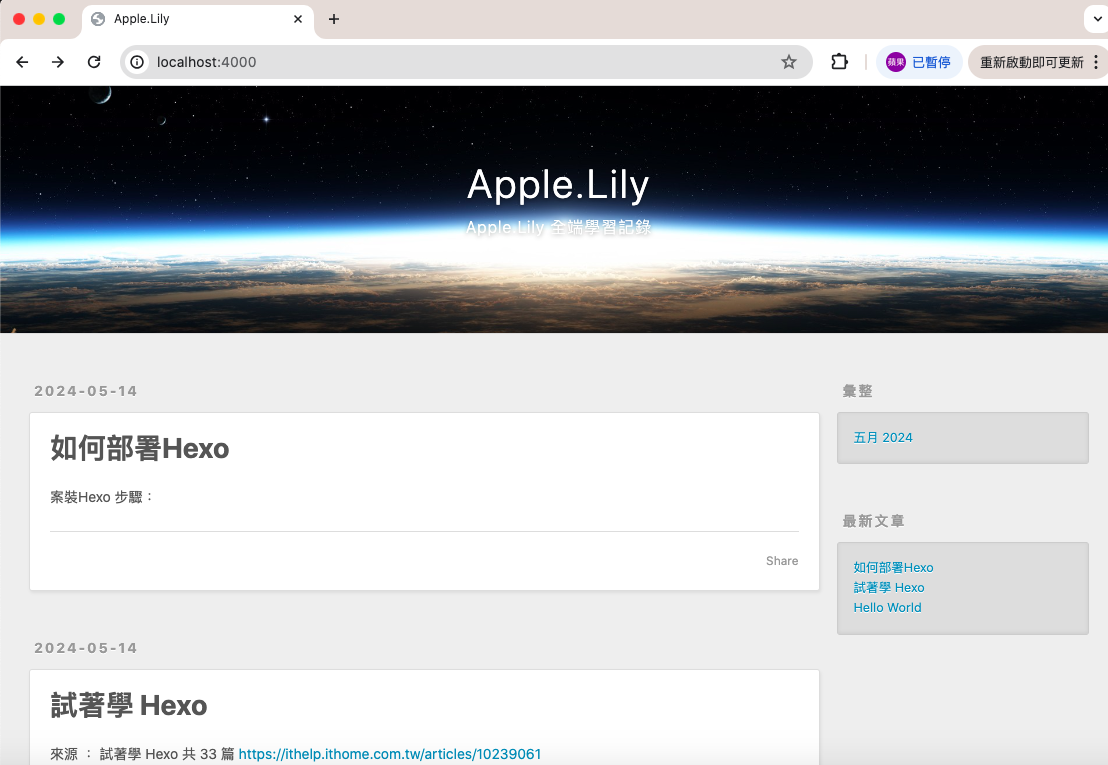 Apple.Lily
localhost:4000
蘋果 已暫停
重新啟動即可更新
Apple.Lily
Apple.Lily 全端學習記錄
2024-05-14
如何部署Hexo
案裝Hexo 步驟：
Share
2024-05-14
試著學 Hexo
來源 ： 試著學 Hexo 共 33 篇 https://ithelp.ithome.com.tw/articles/10239061
彙整
五月 2024
最新文章
如何部署Hexo
試著學 Hexo
Hello World